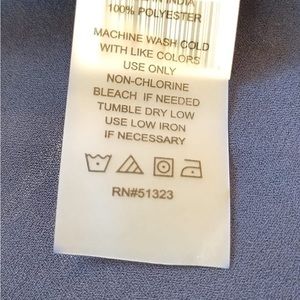 INDIA
100% POLYESTER
MACHINE WASH COLD
WITH LIKE COLORS
USE ONLY
NON-CHLORINE
BLEACH IF NEEDED
TUMBLE DRY LOW
USE LOW IRON
IF NECESSARY
RN#51323